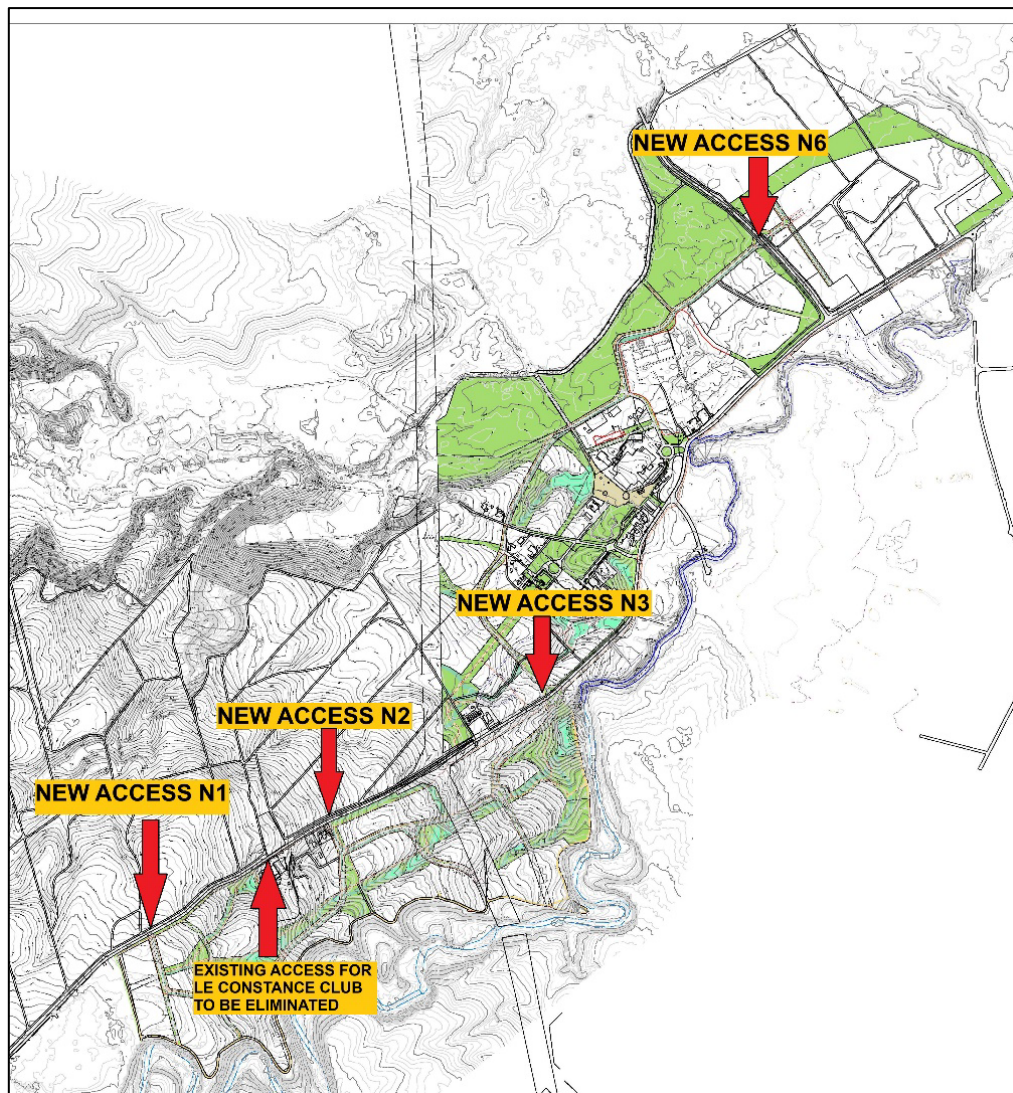 NEW ACCESS N6
NEW ACCESS N3
NEW ACCESS N2
NEW ACCESS N1
EXISTING ACCESS FOR
LE CONSTANCE CLUB
TO BE ELIMINATED